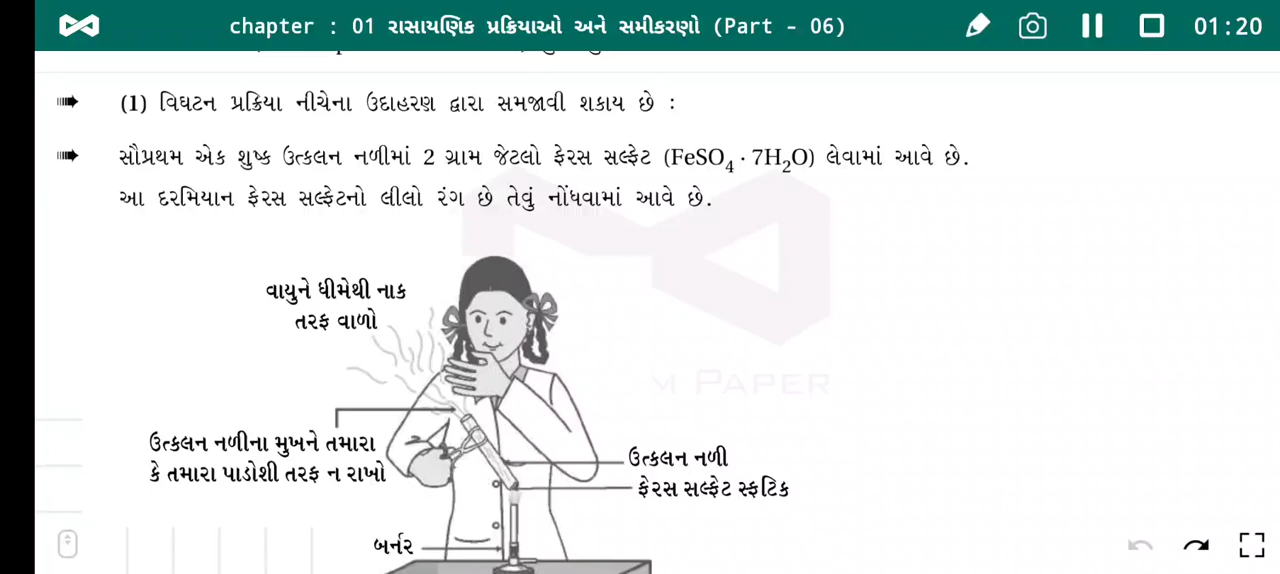 chapter : 01 રાસાયણિક પ્રક્રિયાઓ અને સમીકરણો (Part - 06)
01:20
(1) વિઘટન પ્રક્રિયા નીચેના ઉદાહરણ દ્વારા સમજાવી શકાય છે :
સૌપ્રથમ એક શુષ્ક ઉત્કલન નળીમાં 2 ગ્રામ જેટલો ફેરસ સલ્ફેટ (FeSO₄ · 7H₂O) લેવામાં આવે છે.
આ દરમિયાન ફેરસ સલ્ફેટનો લીલો રંગ છે તેવું નોંધવામાં આવે છે.
વાયુને ધીમેથી નાક
તરફ વાળો
PAPER
ઉત્કલન નળીના મુખને તમારા
કે તમારા પાડોશી તરફ ન રાખો
ઉત્કલન નળી
ફેરસ સલ્ફેટ સ્ફટિક
બર્નર